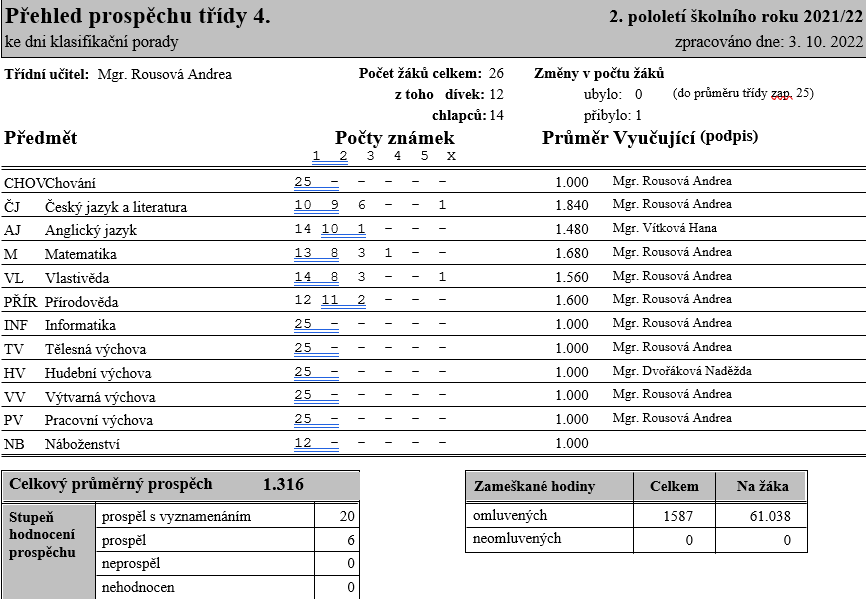 Přehled prospěchu třídy 4. 2. pololetí školního roku 2021/22
ke dni klasifikační porady zpracováno dne: 3. 10. 2022
Třídní učitel: Mgr. Rousová Andrea Počet žáků celkem: 26 Změny v počtu žáků
z toho dívek: 12 ubylo: 0 (do průměru třídy zap. 25)
chlapců: 14 přibylo: 1
Předmět Počty známek Průměr Vyučující (podpis)
1 2 3 4 5 X
CHOV Chování 25 – – – – – 1.000 Mgr. Rousová Andrea
ČJ Český jazyk a literatura 10 9 6 – – 1 1.840 Mgr. Rousová Andrea
AJ Anglický jazyk 14 10 1 – – – 1.480 Mgr. Vítková Hana
M Matematika 13 8 3 1 – – 1.680 Mgr. Rousová Andrea
VL Vlastivěda 14 8 3 – – 1 1.560 Mgr. Rousová Andrea
PŘÍR Přírodověda 12 11 2 – – – 1.600 Mgr. Rousová Andrea
INF Informatika 25 – – – – – 1.000 Mgr. Rousová Andrea
TV Tělesná výchova 25 – – – – – 1.000 Mgr. Rousová Andrea
HV Hudební výchova 25 – – – – – 1.000 Mgr. Dvořáková Naděžda
VV Výtvarná výchova 25 – – – – – 1.000 Mgr. Rousová Andrea
PV Pracovní výchova 25 – – – – – 1.000 Mgr. Rousová Andrea
NB Náboženství 12 – – – – – 1.000
Celkový průměrný prospěch 1.316
Stupeň hodnocení prospěchu
prospěl s vyznamenáním 20
prospěl 6
neprospěl 0
nehodnocen 0
Zameškané hodiny Celkem Na žáka
omluvených 1587 61.038
neomluvených 0 0